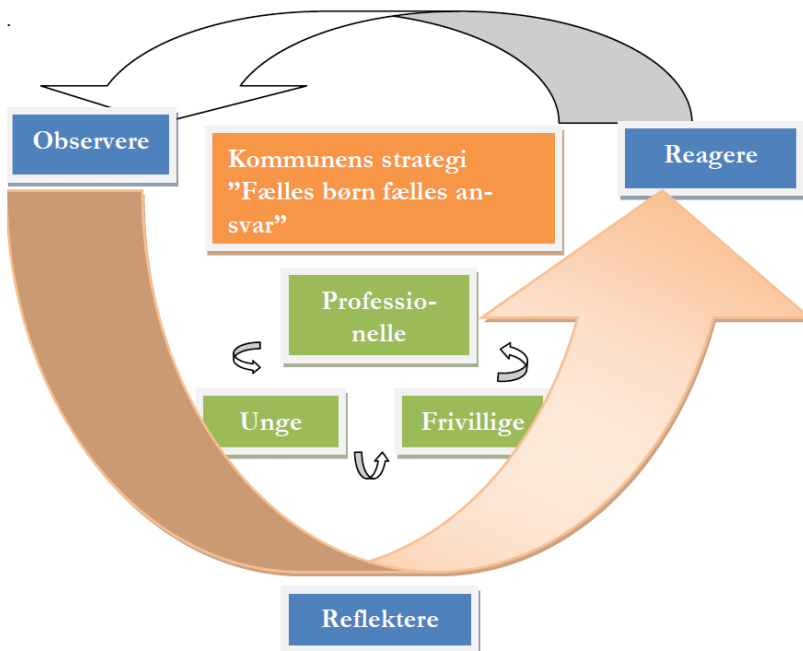 .
Observere
Kommunens strategi
”Fælles børn fælles an-
svar”
Reagere
Professio-
nelle
Unge
Frivillige
Reflektere